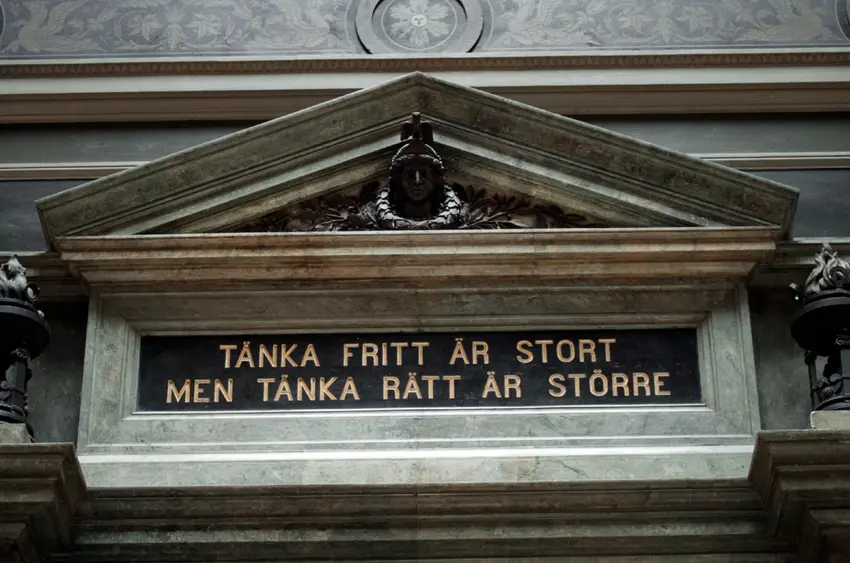 TÄNKA FRITT ÄR STORT
MEN TÄNKA RÄTT ÄR STÖRRE